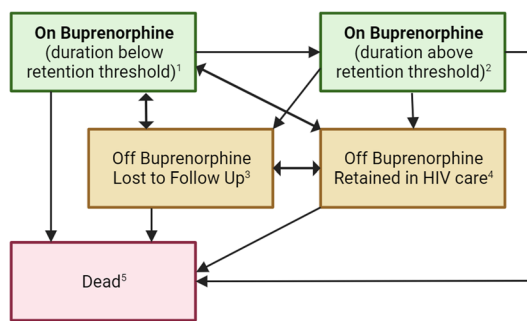 On Buprenorphine
(duration below
retention threshold)¹
On Buprenorphine
(duration above
retention threshold)²
Off Buprenorphine
Lost to Follow Up³
Off Buprenorphine
Retained in HIV care⁴
Dead⁵